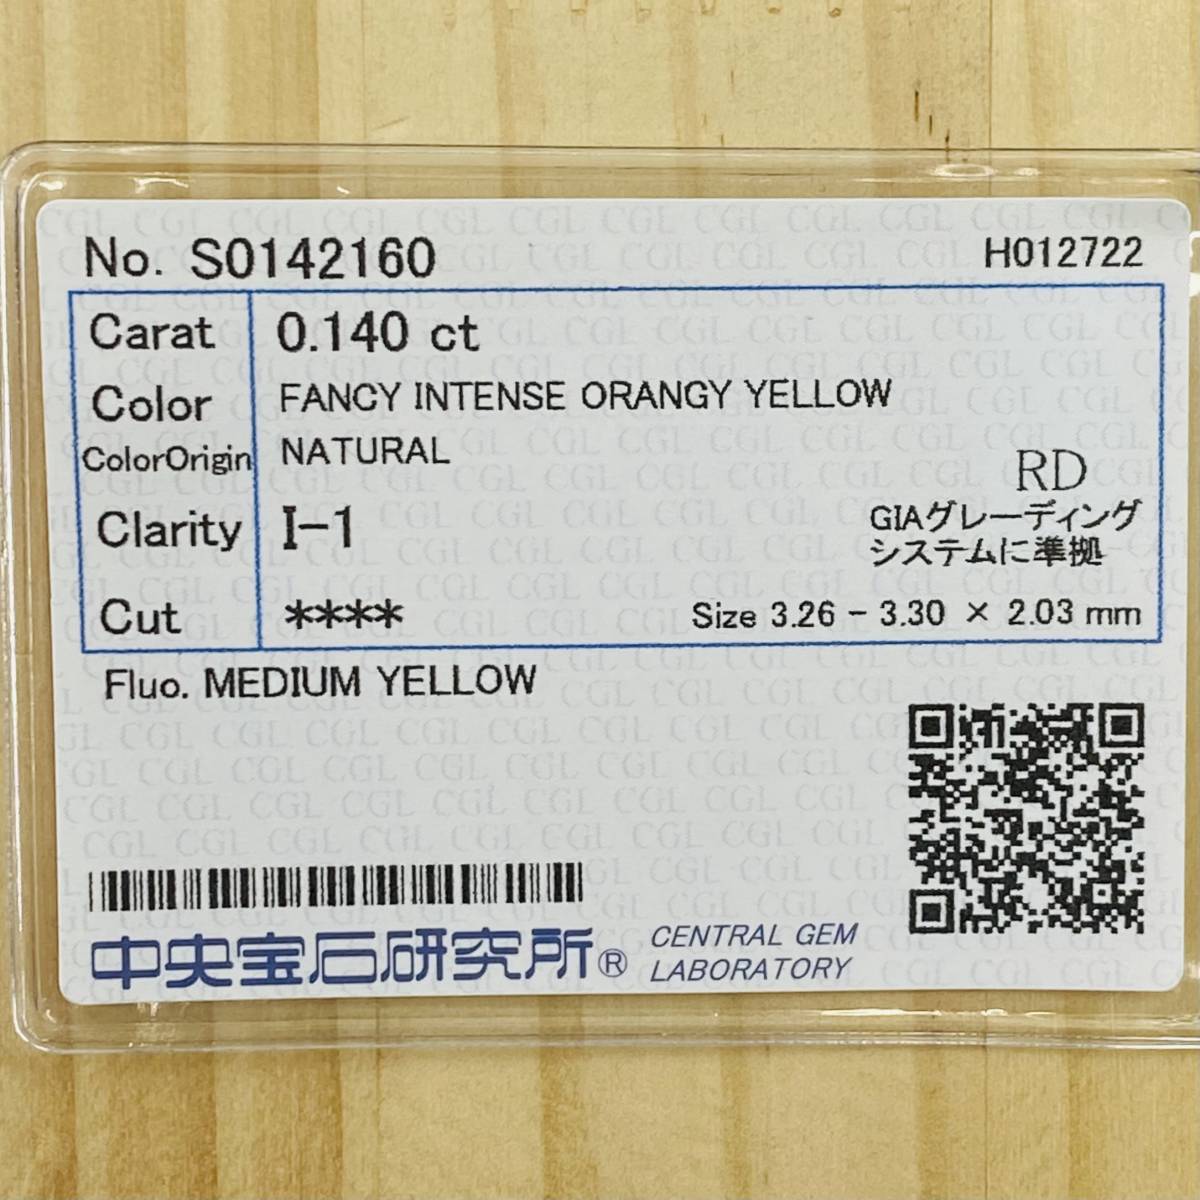 No. S0142160
H012722
Carat 0.140 ct
Color FANCY INTENSE ORANGY YELLOW
ColorOrigin NATURAL
RD
Clarity I-1
GIAグレーディング
システムに準拠
Cut ****
Size 3.26 - 3.30 × 2.03 mm
Fluo. MEDIUM YELLOW
中央宝石研究所®
CENTRAL GEM
LABORATORY